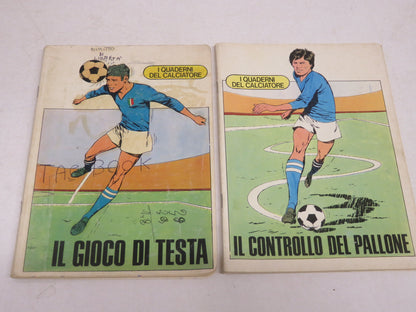 I QUADERNI
DEL CALCIATORE
IL GIOCO DI TESTA
I QUADERNI
DEL CALCIATORE
IL CONTROLLO DEL PALLONE